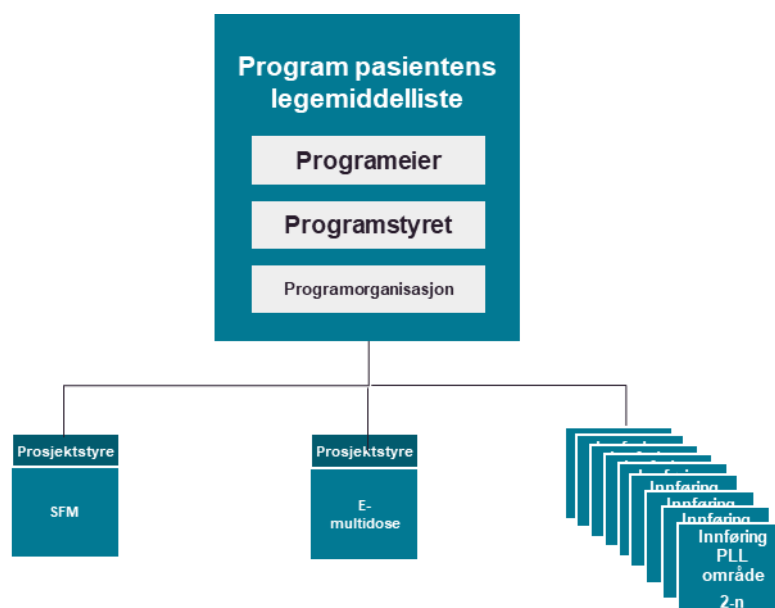 Program pasientens
legemiddelliste
Programeier
Programstyret
Programorganisasjon
Prosjektstyre
SFM
Prosjektstyre
E-
multidose
Innføring
Innføring
Innføring
Innføring
PLL
område
2-n